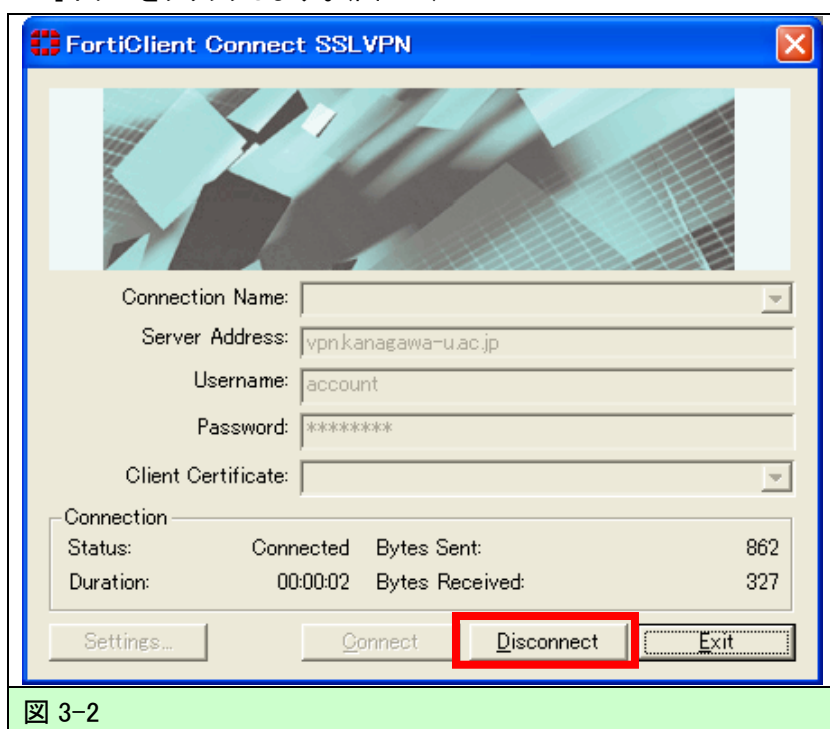 FortiClient Connect SSLVPN
Connection Name:
Server Address: vpn.kanagawa-u.ac.jp
Username: account
Password: ********
Client Certificate:
Connection
Status: Connected Bytes Sent: 862
Duration: 00:00:02 Bytes Received: 327
Settings... Connect Disconnect Exit
図 3-2